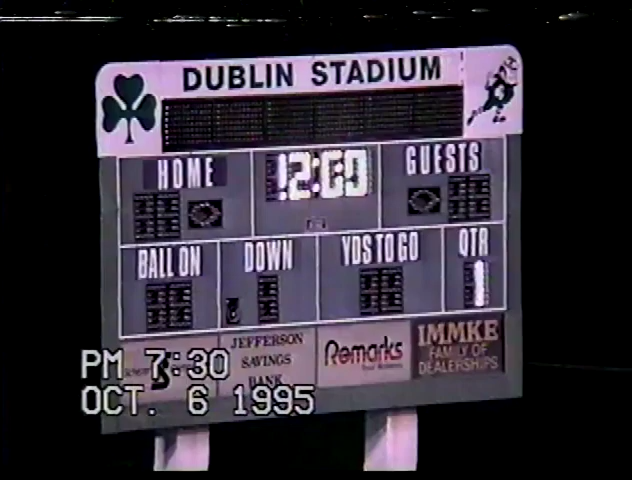 DUBLIN STADIUM
HOME
12:00
GUESTS
BALL ON
DOWN
YDS TO GO
QTR
1
JEFFERSON
SAVINGS
BANK
Remarks
IMMKE
FAMILY OF
DEALERSHIPS
PM 7:30
OCT. 6 1995